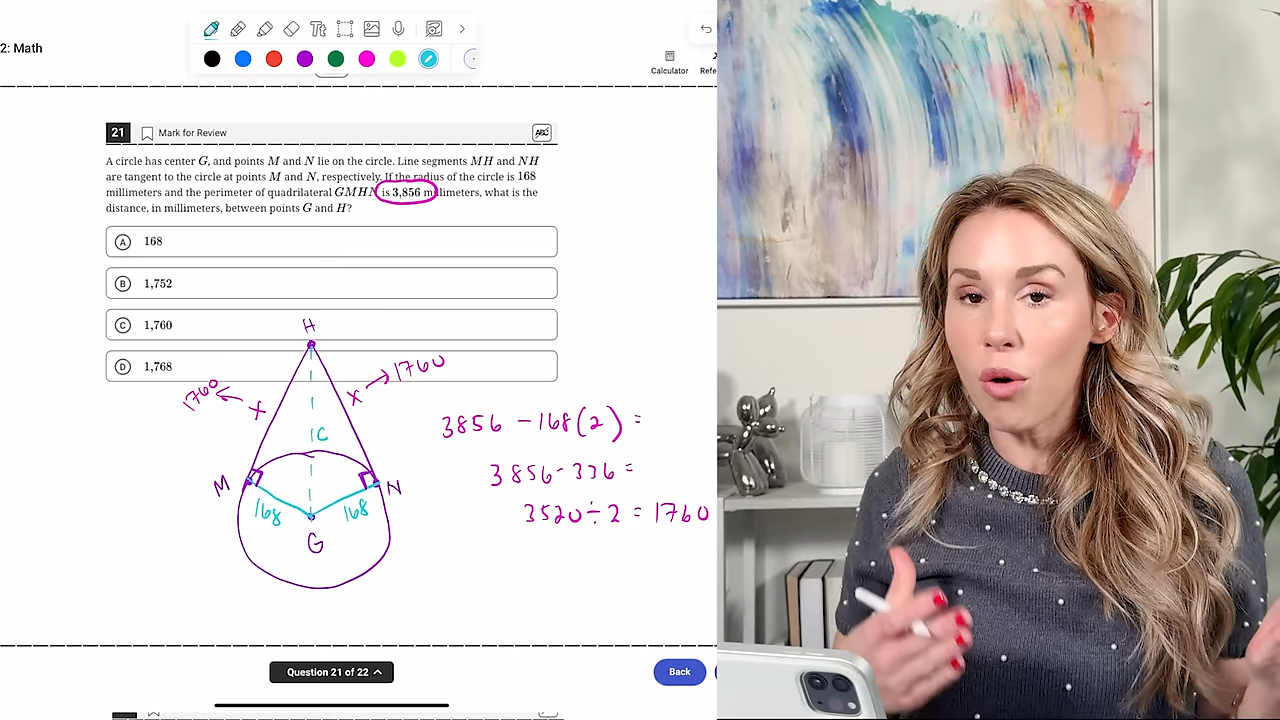 2: Math
Tt
Calculator
Refe
21
Mark for Review
ABC
A circle has center G, and points M and N lie on the circle. Line segments MH and NH
are tangent to the circle at points M and N, respectively. If the radius of the circle is 168
millimeters and the perimeter of quadrilateral GMHN is 3,856 millimeters, what is the
distance, in millimeters, between points G and H?
A 168
B 1,752
C 1,760
D 1,768
H
1760
x
x → 1760
C
M
N
168
168
G
3856 - 168(2) =
3856 - 336 =
3520 ÷ 2 = 1760
Question 21 of 22
Back